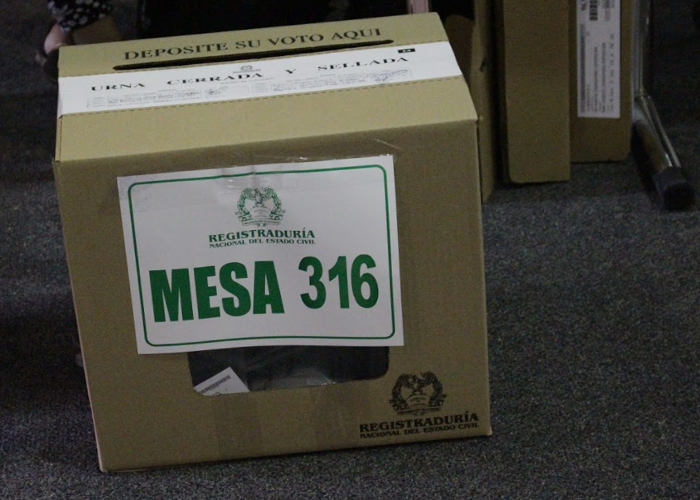 DEPOSITE SU VOTO AQUI
URNA CERRADA Y SELLADA
REGISTRADURÍA
NACIONAL DEL ESTADO CIVIL
MESA 316
REGISTRADURÍA
NACIONAL DEL ESTADO CIVIL